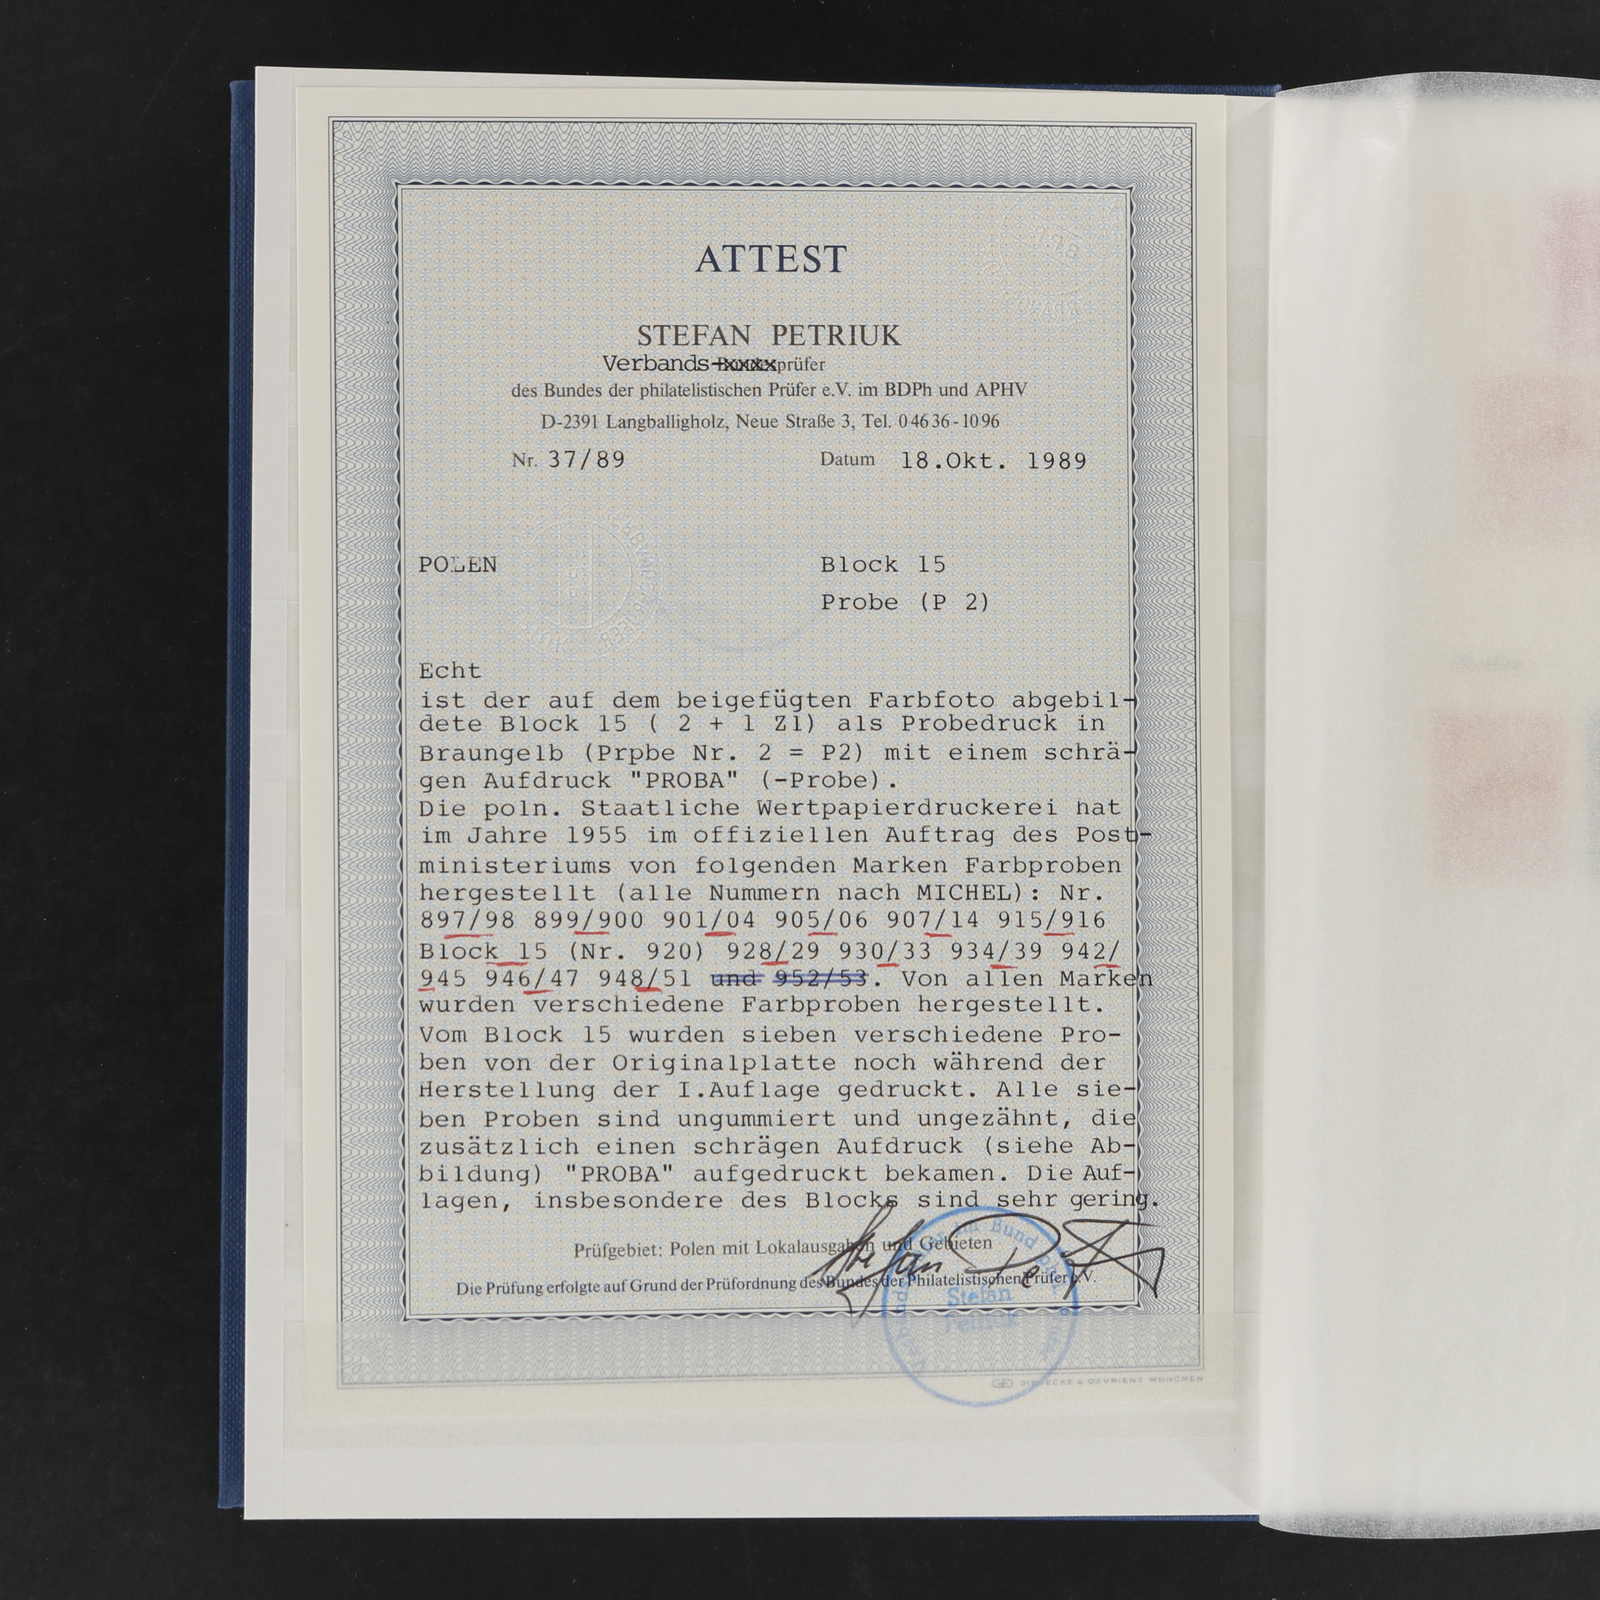 ATTEST
STEFAN PETRIUK
Verbands-xxxxxprüfer
des Bundes der philatelistischen Prüfer e.V. im BDPh und APHV
D-2391 Langballigholz, Neue Straße 3, Tel. 04636-1096
Nr. 37/89 Datum 18.Okt. 1989
POLEN Block 15
Probe (P 2)
Echt
ist der auf dem beigefügten Farbfoto abgebil-
dete Block 15 ( 2 + 1 Zl) als Probedruck in
Braungelb (Prpbe Nr. 2 = P2) mit einem schrä-
gen Aufdruck "PROBA" (-Probe).
Die poln. Staatliche Wertpapierdruckerei hat
im Jahre 1955 im offiziellen Auftrag des Post-
ministeriums von folgenden Marken Farbproben
hergestellt (alle Nummern nach MICHEL): Nr.
897/98 899/900 901/04 905/06 907/14 915/916
Block 15 (Nr. 920) 928/29 930/33 934/39 942/
945 946/47 948/51 und 952/53. Von allen Marken
wurden verschiedene Farbproben hergestellt.
Vom Block 15 wurden sieben verschiedene Pro-
ben von der Originalplatte noch während der
Herstellung der I.Auflage gedruckt. Alle sie-
ben Proben sind ungummiert und ungezähnt, die
zusätzlich einen schrägen Aufdruck (siehe Ab-
bildung) "PROBA" aufgedruckt bekamen. Die Auf-
lagen, insbesondere des Blocks sind sehr gering.
Prüfgebiet: Polen mit Lokalausgaben und Gebieten
Die Prüfung erfolgte auf Grund der Prüfordnung des Bundes der Philatelistischen Prüfer e.V.
Stefan
Petriuk
GIESECKE & DEVRIENT MÜNCHEN